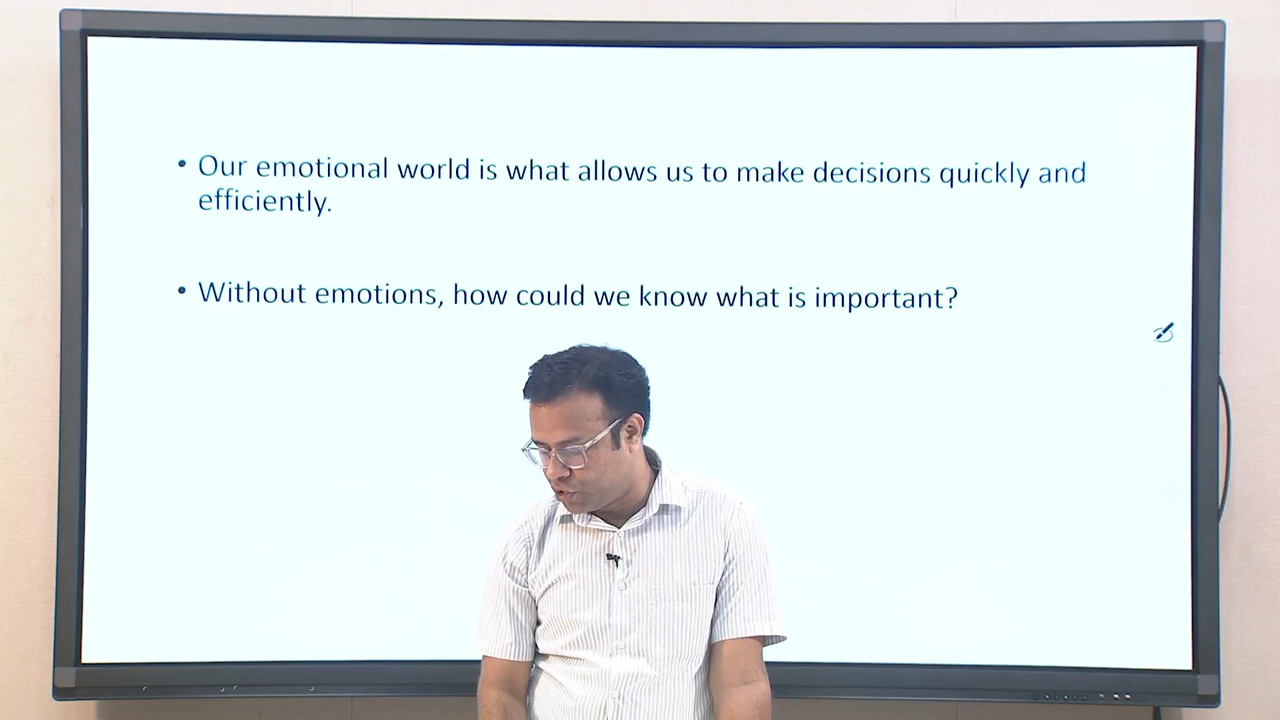 • Our emotional world is what allows us to make decisions quickly and
efficiently.
• Without emotions, how could we know what is important?